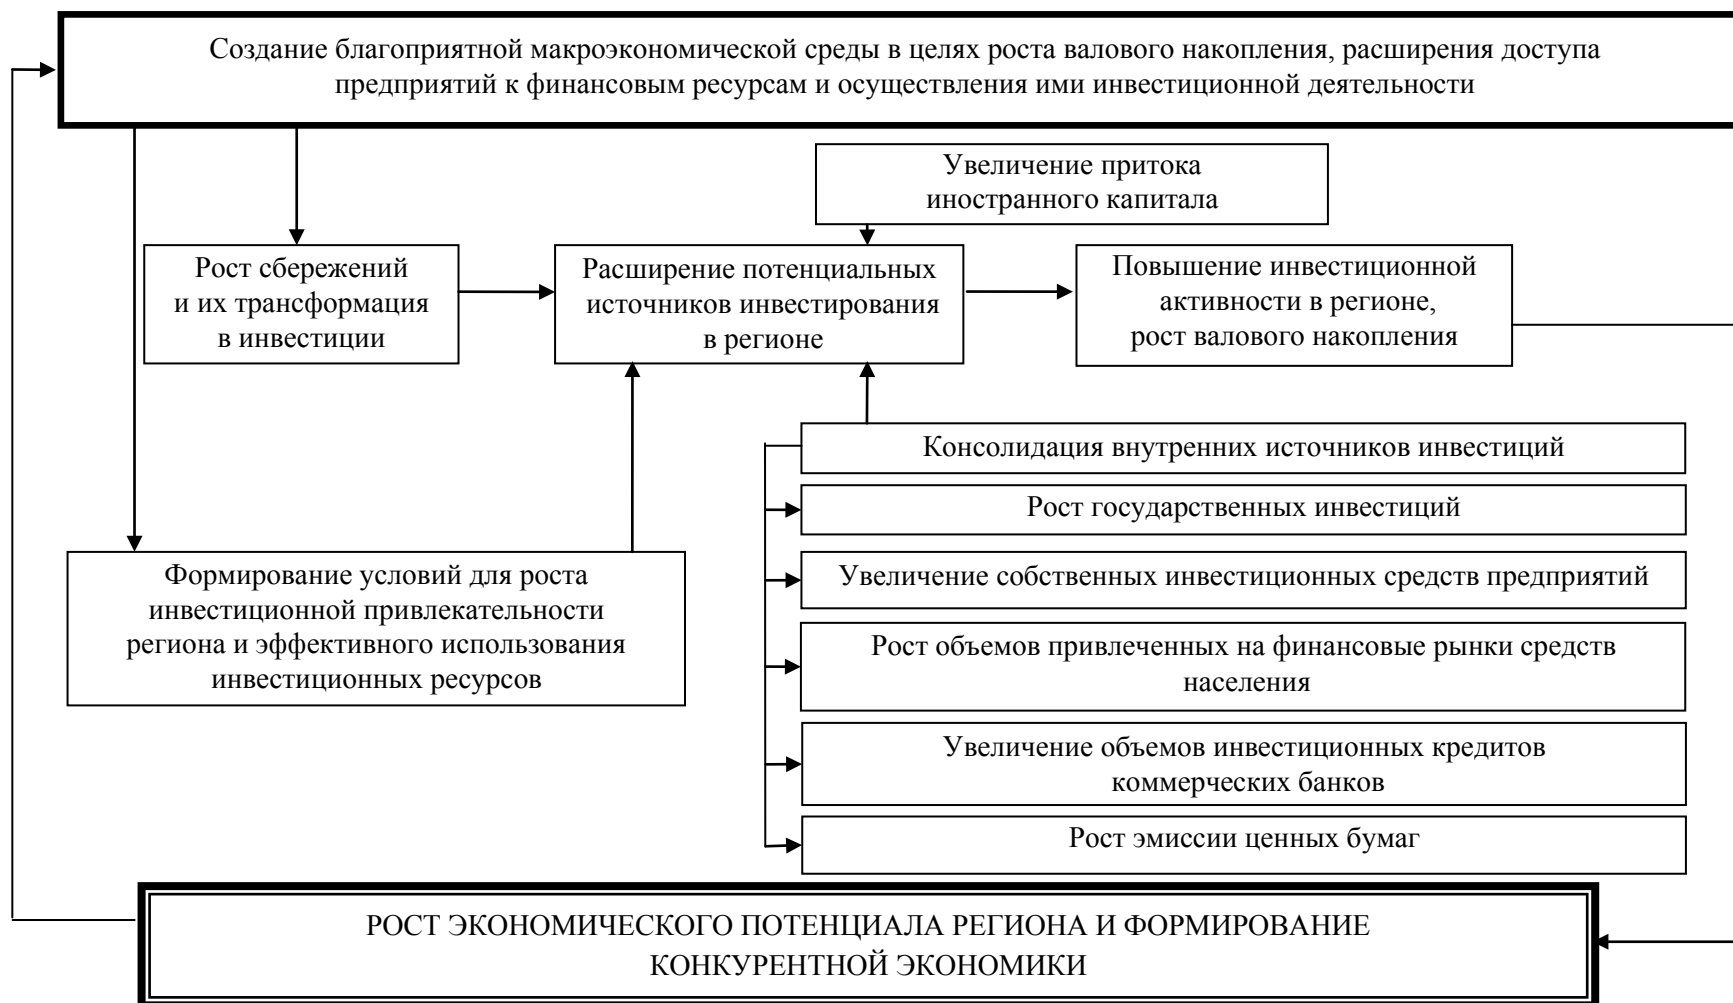 Создание благоприятной макроэкономической среды в целях роста валового накопления, расширения доступа
предприятий к финансовым ресурсам и осуществления ими инвестиционной деятельности
Увеличение притока
иностранного капитала
Рост сбережений
и их трансформация
в инвестиции
Расширение потенциальных
источников инвестирования
в регионе
Повышение инвестиционной
активности в регионе,
рост валового накопления
Консолидация внутренних источников инвестиций
Рост государственных инвестиций
Увеличение собственных инвестиционных средств предприятий
Рост объемов привлеченных на финансовые рынки средств
населения
Увеличение объемов инвестиционных кредитов
коммерческих банков
Рост эмиссии ценных бумаг
Формирование условий для роста
инвестиционной привлекательности
региона и эффективного использования
инвестиционных ресурсов
РОСТ ЭКОНОМИЧЕСКОГО ПОТЕНЦИАЛА РЕГИОНА И ФОРМИРОВАНИЕ
КОНКУРЕНТНОЙ ЭКОНОМИКИ